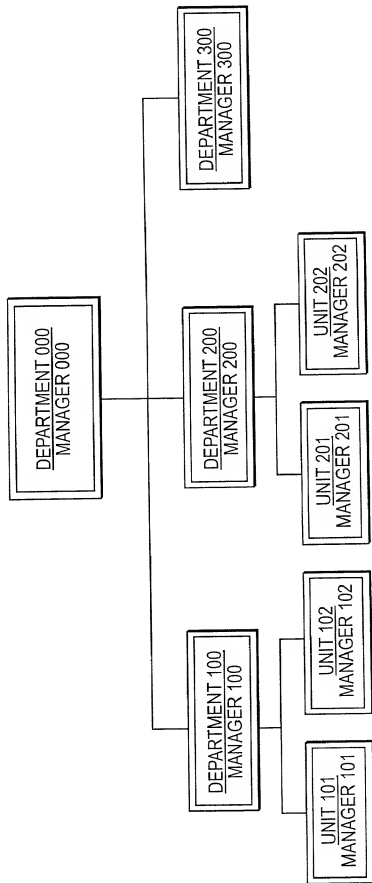 DEPARTMENT 000
MANAGER 000
DEPARTMENT 100
MANAGER 100
DEPARTMENT 200
MANAGER 200
DEPARTMENT 300
MANAGER 300
UNIT 101
MANAGER 101
UNIT 102
MANAGER 102
UNIT 201
MANAGER 201
UNIT 202
MANAGER 202